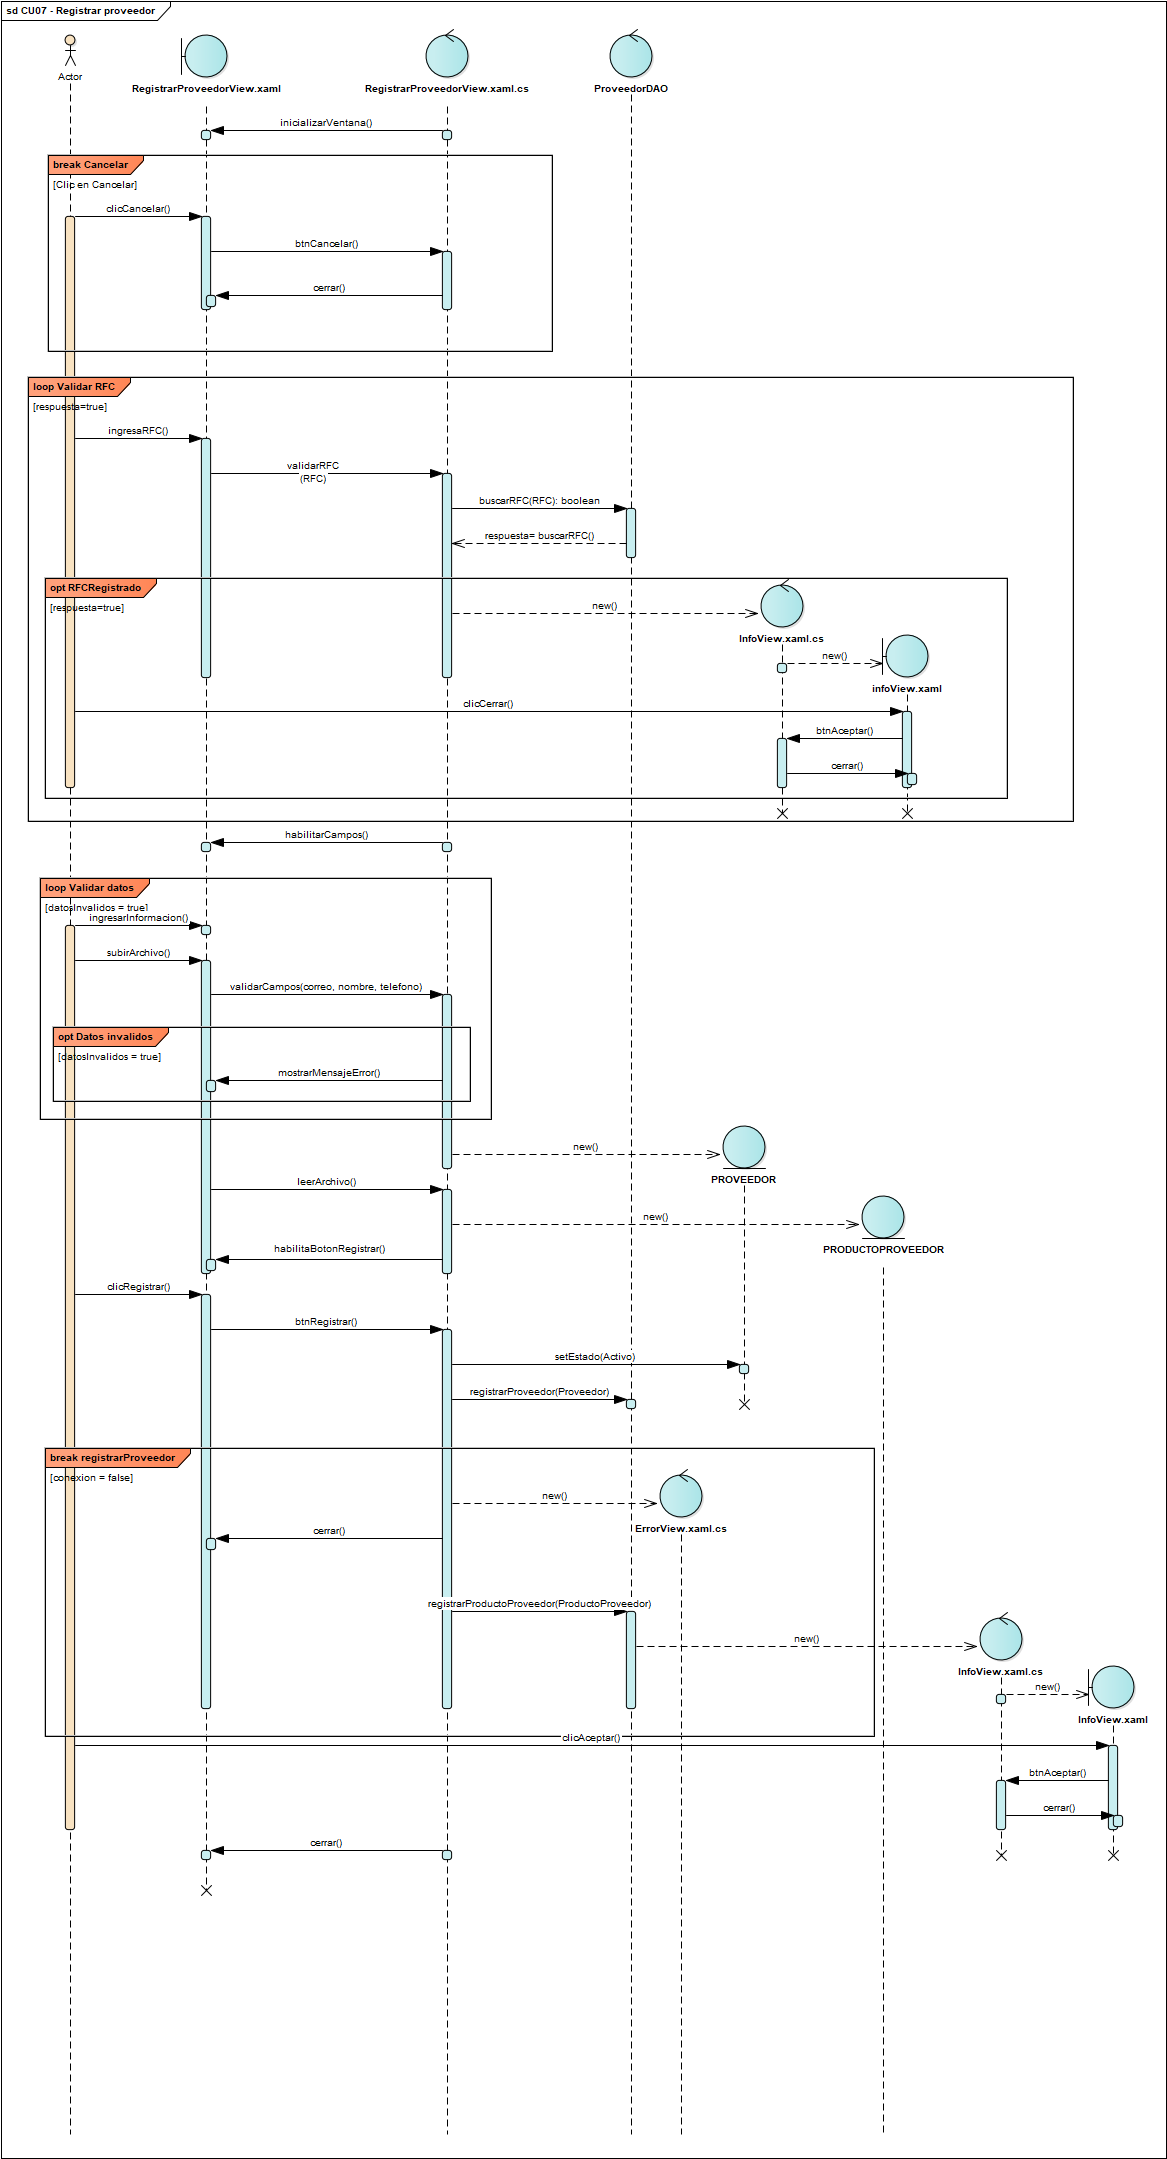 sd CU07 - Registrar proveedor
Actor
RegistrarProveedorView.xaml
RegistrarProveedorView.xaml.cs
ProveedorDAO
inicializarVentana()
break Cancelar
[Clic en Cancelar]
clicCancelar()
btnCancelar()
cerrar()
loop Validar RFC
[respuesta=true]
ingresaRFC()
validarRFC
(RFC)
buscarRFC(RFC): boolean
respuesta= buscarRFC()
opt RFCRegistrado
[respuesta=true]
new()
InfoView.xaml.cs
new()
infoView.xaml
clicCerrar()
btnAceptar()
cerrar()
habilitarCampos()
loop Validar datos
[datosInvalidos = true]
ingresarInformacion()
subirArchivo()
validarCampos(correo, nombre, telefono)
opt Datos invalidos
[datosInvalidos = true]
mostrarMensajeError()
new()
PROVEEDOR
leerArchivo()
new()
PRODUCTOPROVEEDOR
habilitaBotonRegistrar()
clicRegistrar()
btnRegistrar()
setEstado(Activo)
registrarProveedor(Proveedor)
break registrarProveedor
[conexion = false]
new()
ErrorView.xaml.cs
cerrar()
registrarProductoProveedor(ProductoProveedor)
new()
InfoView.xaml.cs
new()
InfoView.xaml
clicAceptar()
btnAceptar()
cerrar()
cerrar()